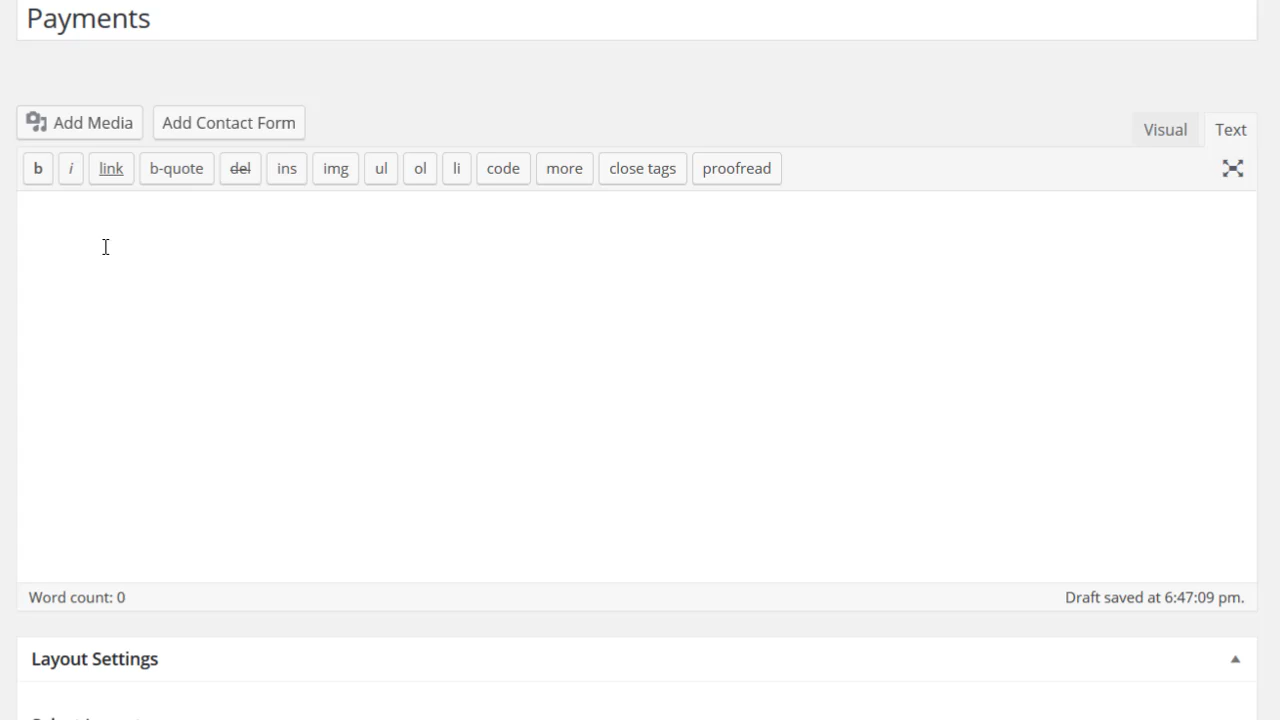 Payments
Add Media Add Contact Form
Visual Text
b i link b-quote del ins img ul ol li code more close tags proofread
Word count: 0 Draft saved at 6:47:09 pm.
Layout Settings